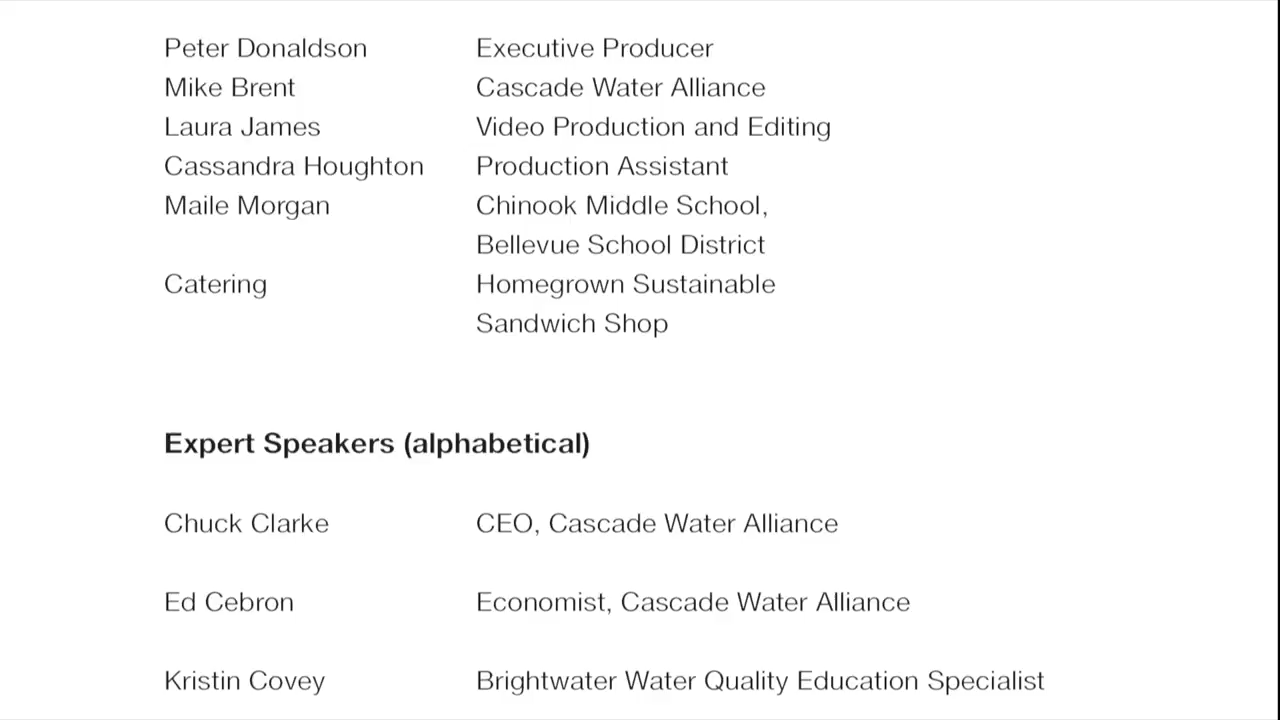 Peter Donaldson Executive Producer
Mike Brent Cascade Water Alliance
Laura James Video Production and Editing
Cassandra Houghton Production Assistant
Maile Morgan Chinook Middle School,
Bellevue School District
Catering Homegrown Sustainable
Sandwich Shop
Expert Speakers (alphabetical)
Chuck Clarke CEO, Cascade Water Alliance
Ed Cebron Economist, Cascade Water Alliance
Kristin Covey Brightwater Water Quality Education Specialist